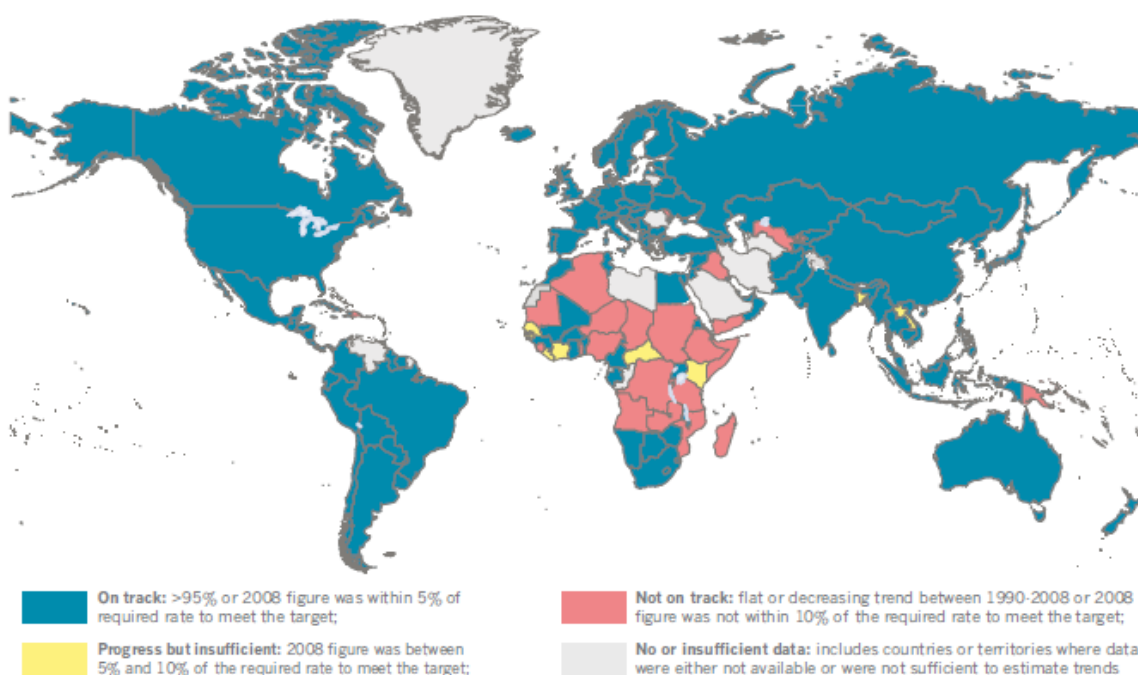 On track: >95% or 2008 figure was within 5% of
required rate to meet the target;
Progress but insufficient: 2008 figure was between
5% and 10% of the required rate to meet the target;
Not on track: flat or decreasing trend between 1990-2008 or 2008
figure was not within 10% of the required rate to meet the target;
No or insufficient data: includes countries or territories where data
were either not available or were not sufficient to estimate trends